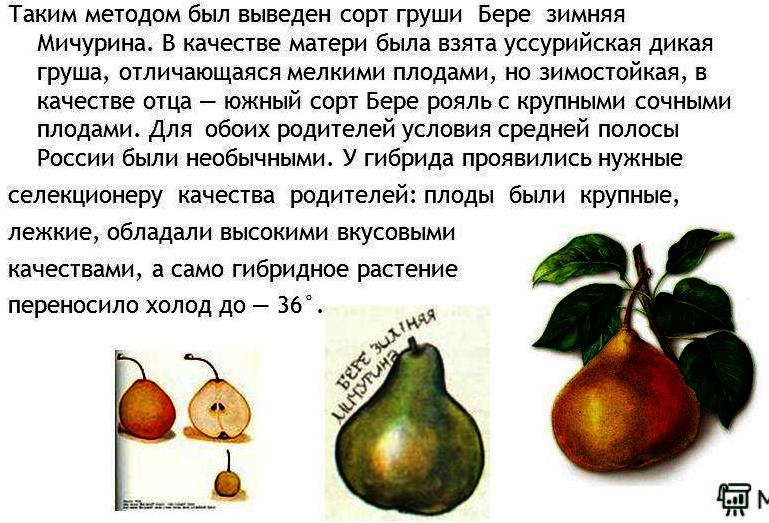 Таким методом был выведен сорт груши Бере зимняя
Мичурина. В качестве матери была взята уссурийская дикая
груша, отличающаяся мелкими плодами, но зимостойкая, в
качестве отца — южный сорт Бере рояль с крупными сочными
плодами. Для обоих родителей условия средней полосы
России были необычными. У гибрида проявились нужные
селекционеру качества родителей: плоды были крупные,
лежкие, обладали высокими вкусовыми
качествами, а само гибридное растение
переносило холод до — 36°.
БЕРЕ ЗИМНЯЯ
МИЧУРИНА
М